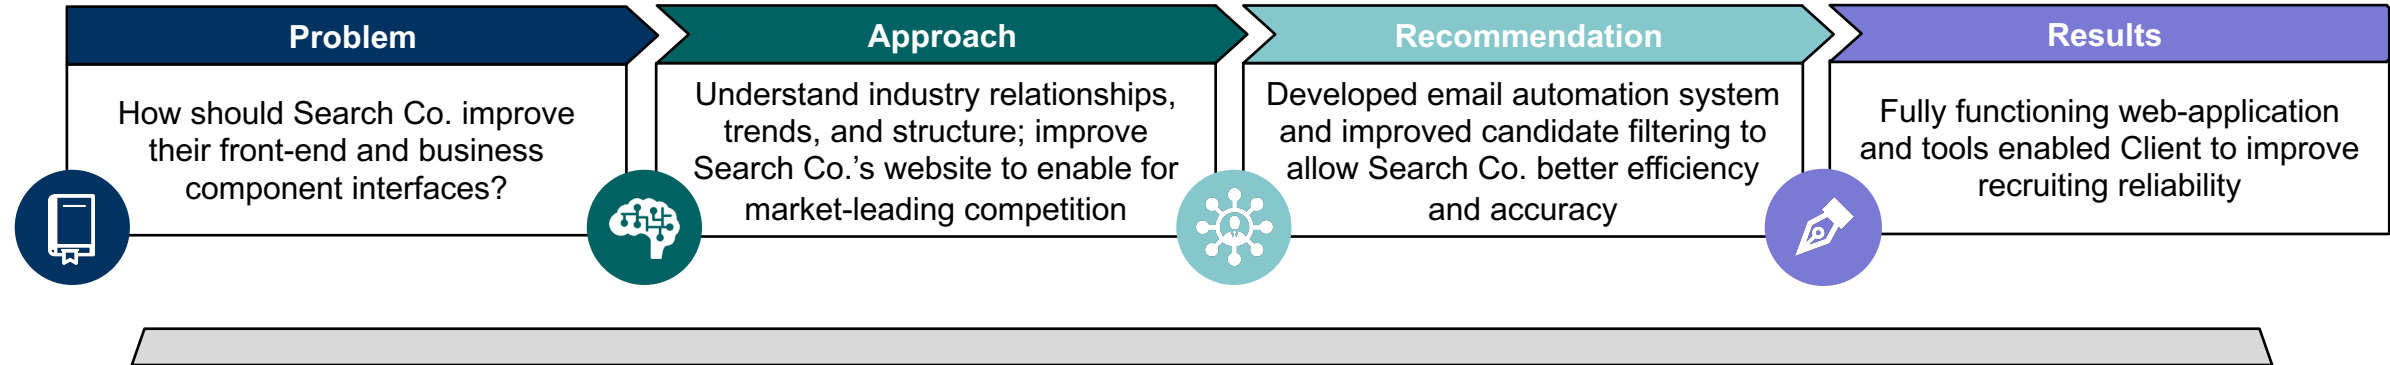 Problem
How should Search Co. improve
their front-end and business
component interfaces?
Approach
Understand industry relationships,
trends, and structure; improve
Search Co.'s website to enable for
market-leading competition
Recommendation
Developed email automation system
and improved candidate filtering to
allow Search Co. better efficiency
and accuracy
Results
Fully functioning web-application
and tools enabled Client to improve
recruiting reliability